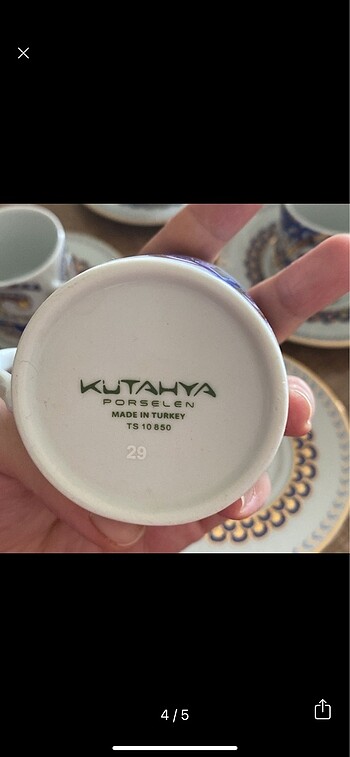 KUTAHYA
PORSELEN
MADE IN TURKEY
TS 10 850
29
4 / 5